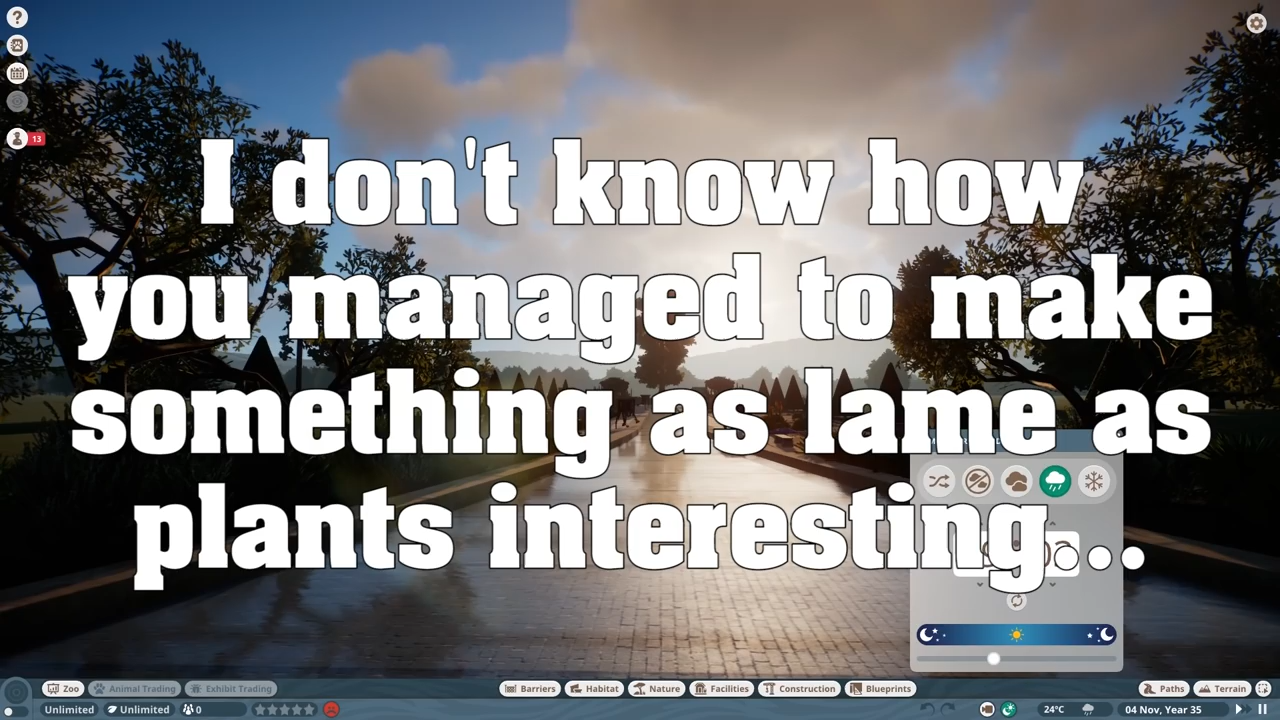 13
I don't know how
you managed to make
something as lame as
plants interesting...
Zoo
Animal Trading
Exhibit Trading
Barriers
Habitat
Nature
Facilities
Construction
Blueprints
Paths
Terrain
Unlimited
Unlimited
0
24°C
04 Nov, Year 35